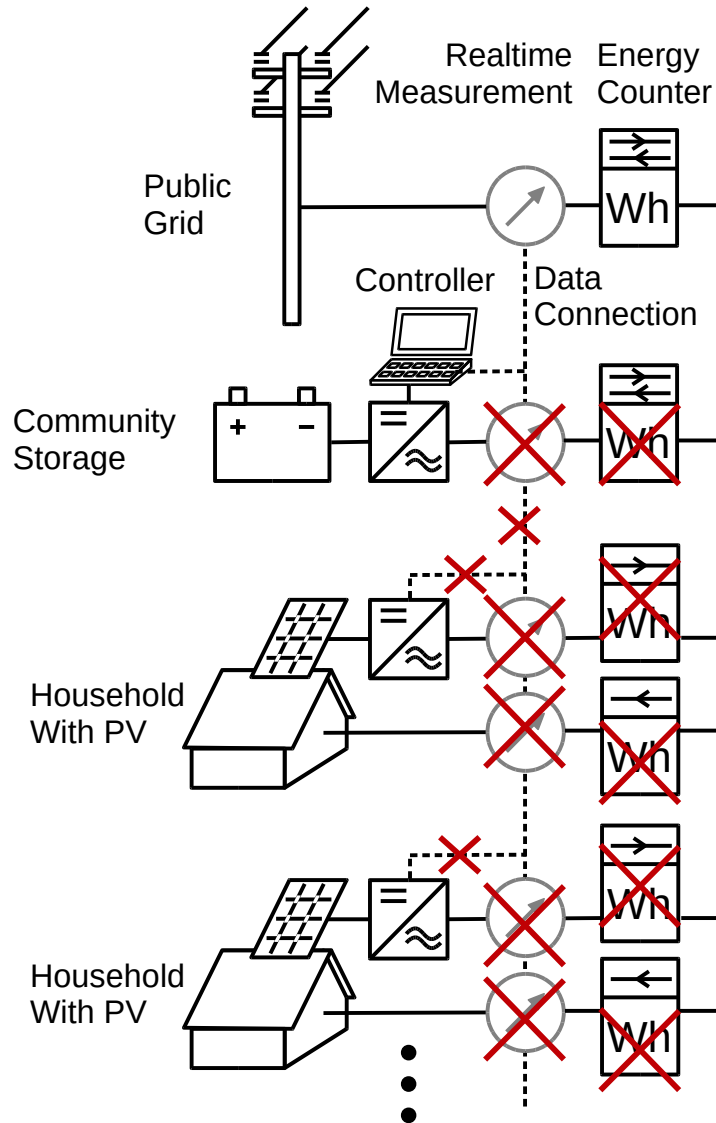 Realtime
Measurement
Energy
Counter
Public
Grid
Wh
Controller
Data
Connection
Community
Storage
+ −
Wh
Wh
Household
With PV
Wh
Wh
Household
With PV
Wh